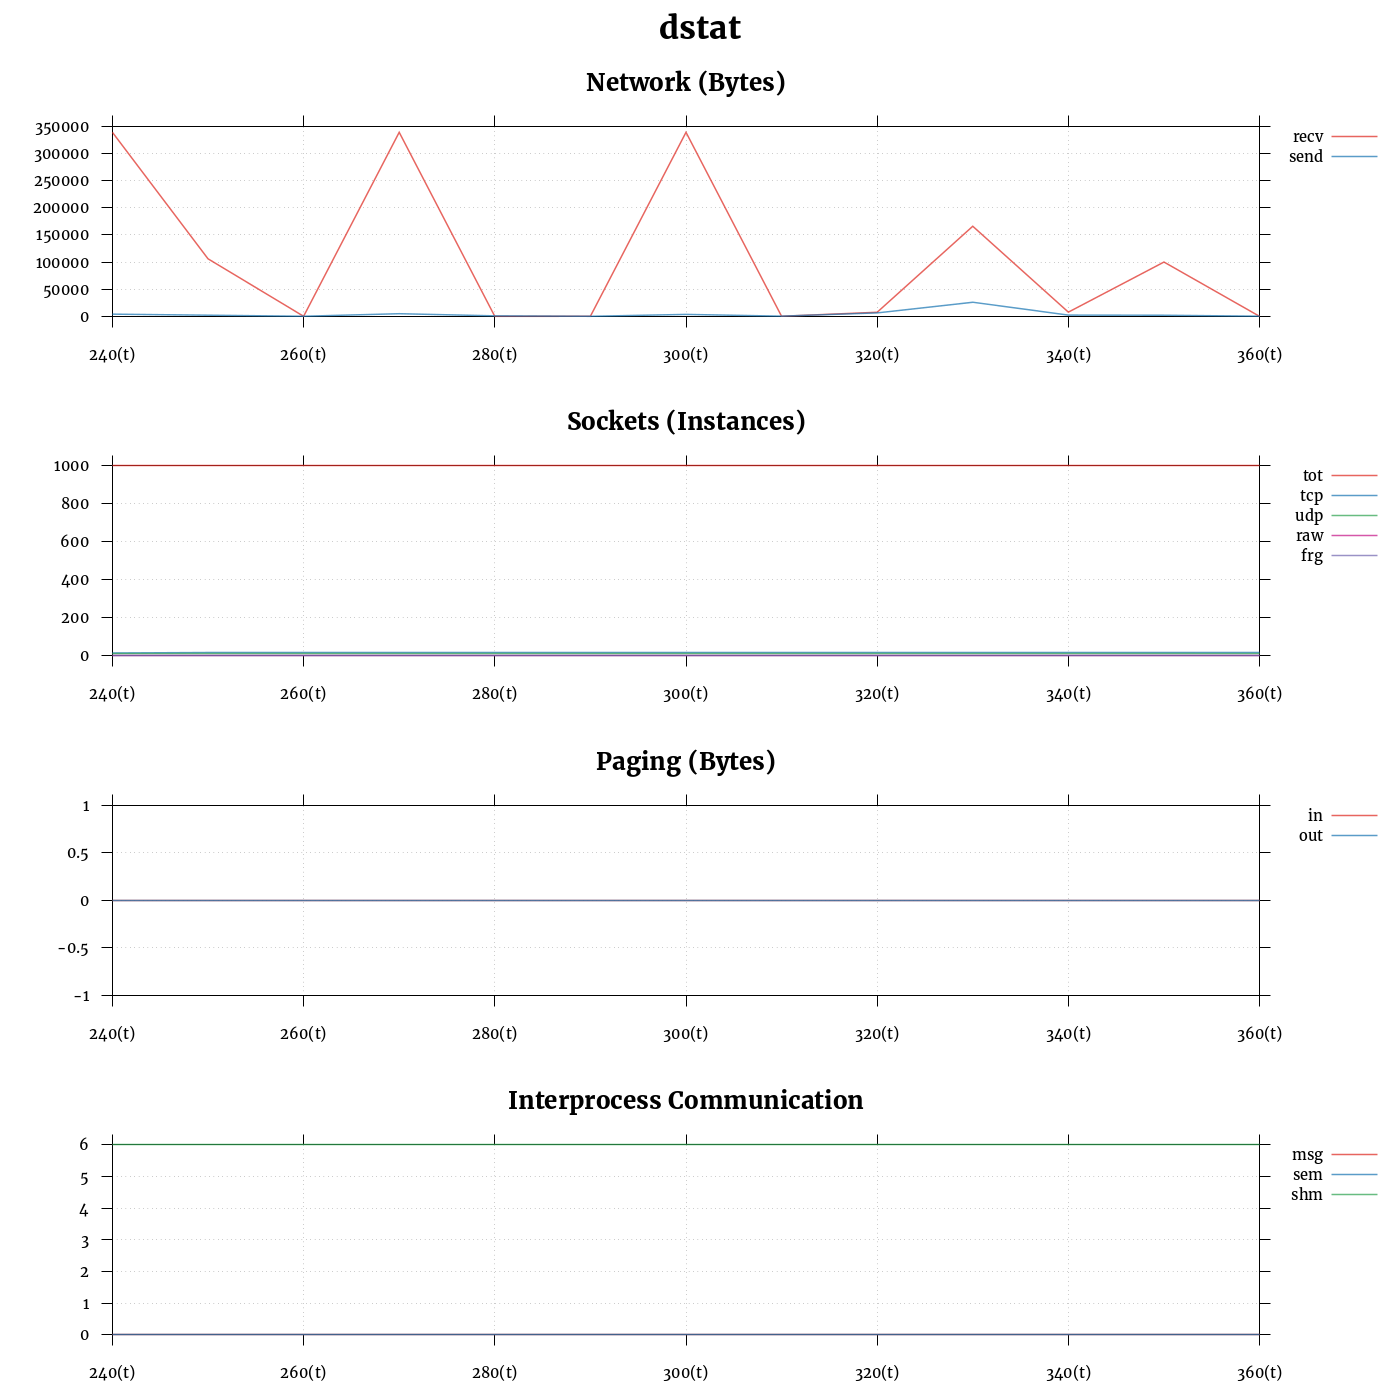 dstat
Network (Bytes)
350000
300000
250000
200000
150000
100000
50000
0
240(t) 260(t) 280(t) 300(t) 320(t) 340(t) 360(t)
recv
send
Sockets (Instances)
1000
800
600
400
200
0
240(t) 260(t) 280(t) 300(t) 320(t) 340(t) 360(t)
tot
tcp
udp
raw
frg
Paging (Bytes)
1
0.5
0
-0.5
-1
240(t) 260(t) 280(t) 300(t) 320(t) 340(t) 360(t)
in
out
Interprocess Communication
6
5
4
3
2
1
0
240(t) 260(t) 280(t) 300(t) 320(t) 340(t) 360(t)
msg
sem
shm